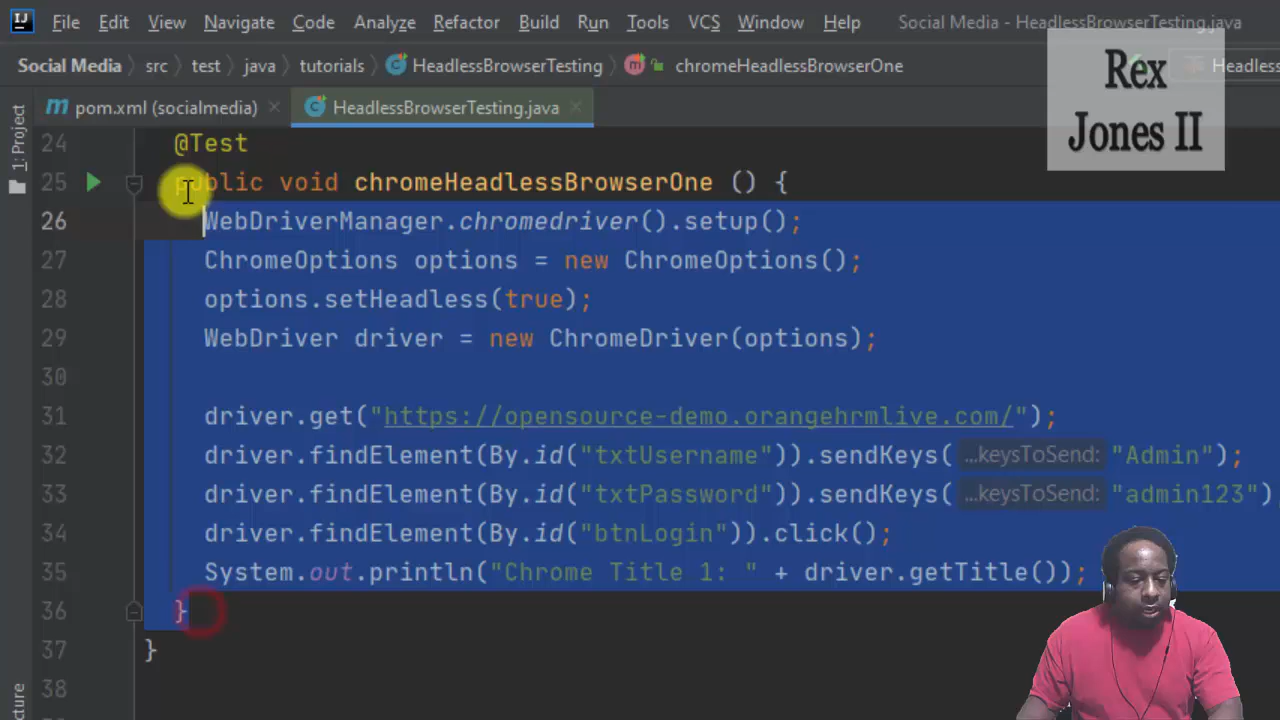 File Edit View Navigate Code Analyze Refactor Build Run Tools VCS Window Help Social Media - HeadlessBrowserTesting.java
Social Media src test java tutorials HeadlessBrowserTesting chromeHeadlessBrowserOne Headless
Rex
Jones II
pom.xml (socialmedia) HeadlessBrowserTesting.java
1: Project
24 @Test
25 public void chromeHeadlessBrowserOne () {
26 WebDriverManager.chromedriver().setup();
27 ChromeOptions options = new ChromeOptions();
28 options.setHeadless(true);
29 WebDriver driver = new ChromeDriver(options);
30
31 driver.get("https://opensource-demo.orangehrmlive.com/");
32 driver.findElement(By.id("txtUsername")).sendKeys( ...keysToSend: "Admin");
33 driver.findElement(By.id("txtPassword")).sendKeys( ...keysToSend: "admin123")
34 driver.findElement(By.id("btnLogin")).click();
35 System.out.println("Chrome Title 1: " + driver.getTitle());
36 }
37 }
38